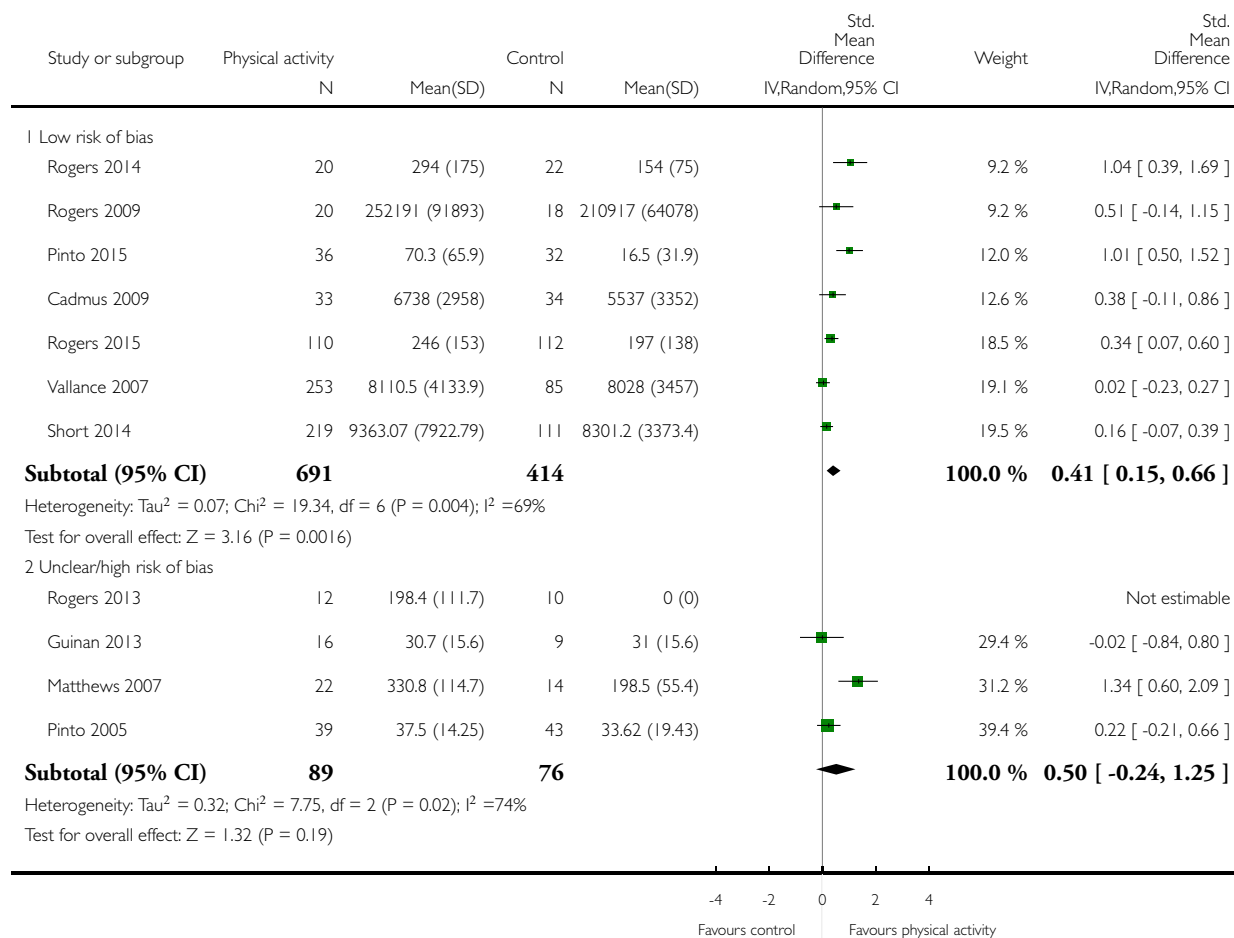 Study or subgroup Physical activity Control Std. Mean Difference Weight Std. Mean Difference
N Mean(SD) N Mean(SD) IV,Random,95% CI IV,Random,95% CI
1 Low risk of bias
Rogers 2014 20 294 (175) 22 154 (75) 9.2 % 1.04 [ 0.39, 1.69 ]
Rogers 2009 20 252191 (91893) 18 210917 (64078) 9.2 % 0.51 [ -0.14, 1.15 ]
Pinto 2015 36 70.3 (65.9) 32 16.5 (31.9) 12.0 % 1.01 [ 0.50, 1.52 ]
Cadmus 2009 33 6738 (2958) 34 5537 (3352) 12.6 % 0.38 [ -0.11, 0.86 ]
Rogers 2015 110 246 (153) 112 197 (138) 18.5 % 0.34 [ 0.07, 0.60 ]
Vallance 2007 253 8110.5 (4133.9) 85 8028 (3457) 19.1 % 0.02 [ -0.23, 0.27 ]
Short 2014 219 9363.07 (7922.79) 111 8301.2 (3373.4) 19.5 % 0.16 [ -0.07, 0.39 ]
Subtotal (95% CI) 691 414 100.0 % 0.41 [ 0.15, 0.66 ]
Heterogeneity: Tau² = 0.07; Chi² = 19.34, df = 6 (P = 0.004); I² =69%
Test for overall effect: Z = 3.16 (P = 0.0016)
2 Unclear/high risk of bias
Rogers 2013 12 198.4 (111.7) 10 0 (0) Not estimable
Guinan 2013 16 30.7 (15.6) 9 31 (15.6) 29.4 % -0.02 [ -0.84, 0.80 ]
Matthews 2007 22 330.8 (114.7) 14 198.5 (55.4) 31.2 % 1.34 [ 0.60, 2.09 ]
Pinto 2005 39 37.5 (14.25) 43 33.62 (19.43) 39.4 % 0.22 [ -0.21, 0.66 ]
Subtotal (95% CI) 89 76 100.0 % 0.50 [ -0.24, 1.25 ]
Heterogeneity: Tau² = 0.32; Chi² = 7.75, df = 2 (P = 0.02); I² =74%
Test for overall effect: Z = 1.32 (P = 0.19)
-4 -2 0 2 4
Favours control Favours physical activity